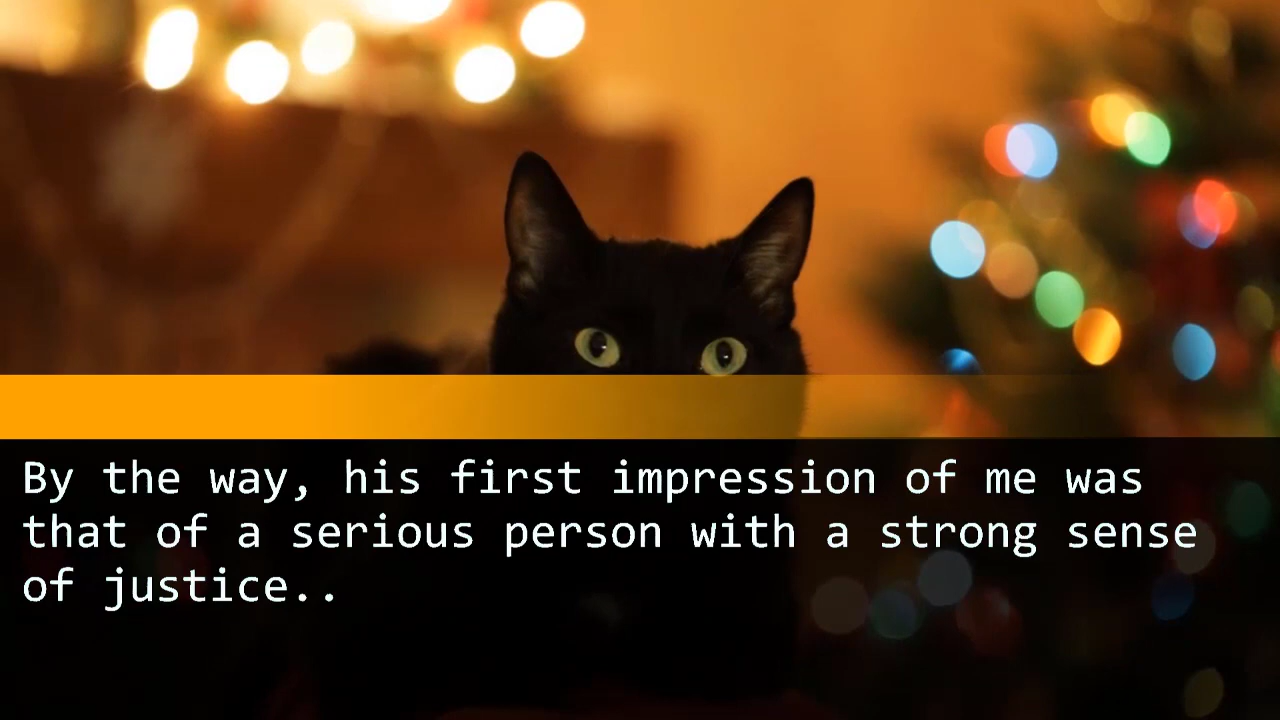 By the way, his first impression of me was
that of a serious person with a strong sense
of justice..